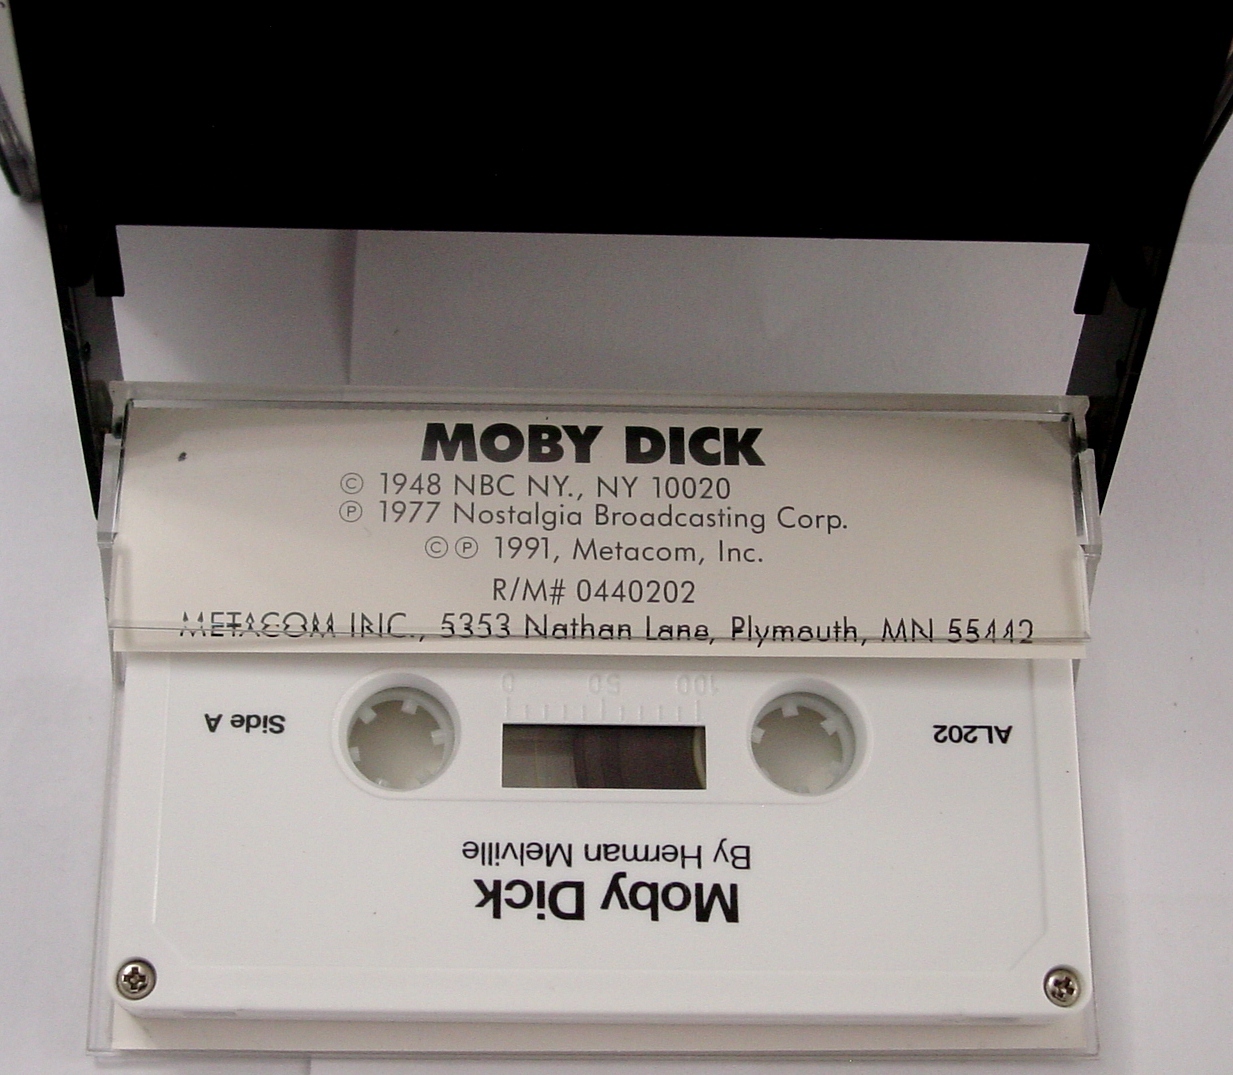 MOBY DICK
© 1948 NBC NY., NY 10020
℗ 1977 Nostalgia Broadcasting Corp.
©℗ 1991, Metacom, Inc.
R/M# 0440202
METACOM INC., 5353 Nathan Lane, Plymouth, MN 55442
Moby Dick
By Herman Melville
AL202
Side A
100 50 0